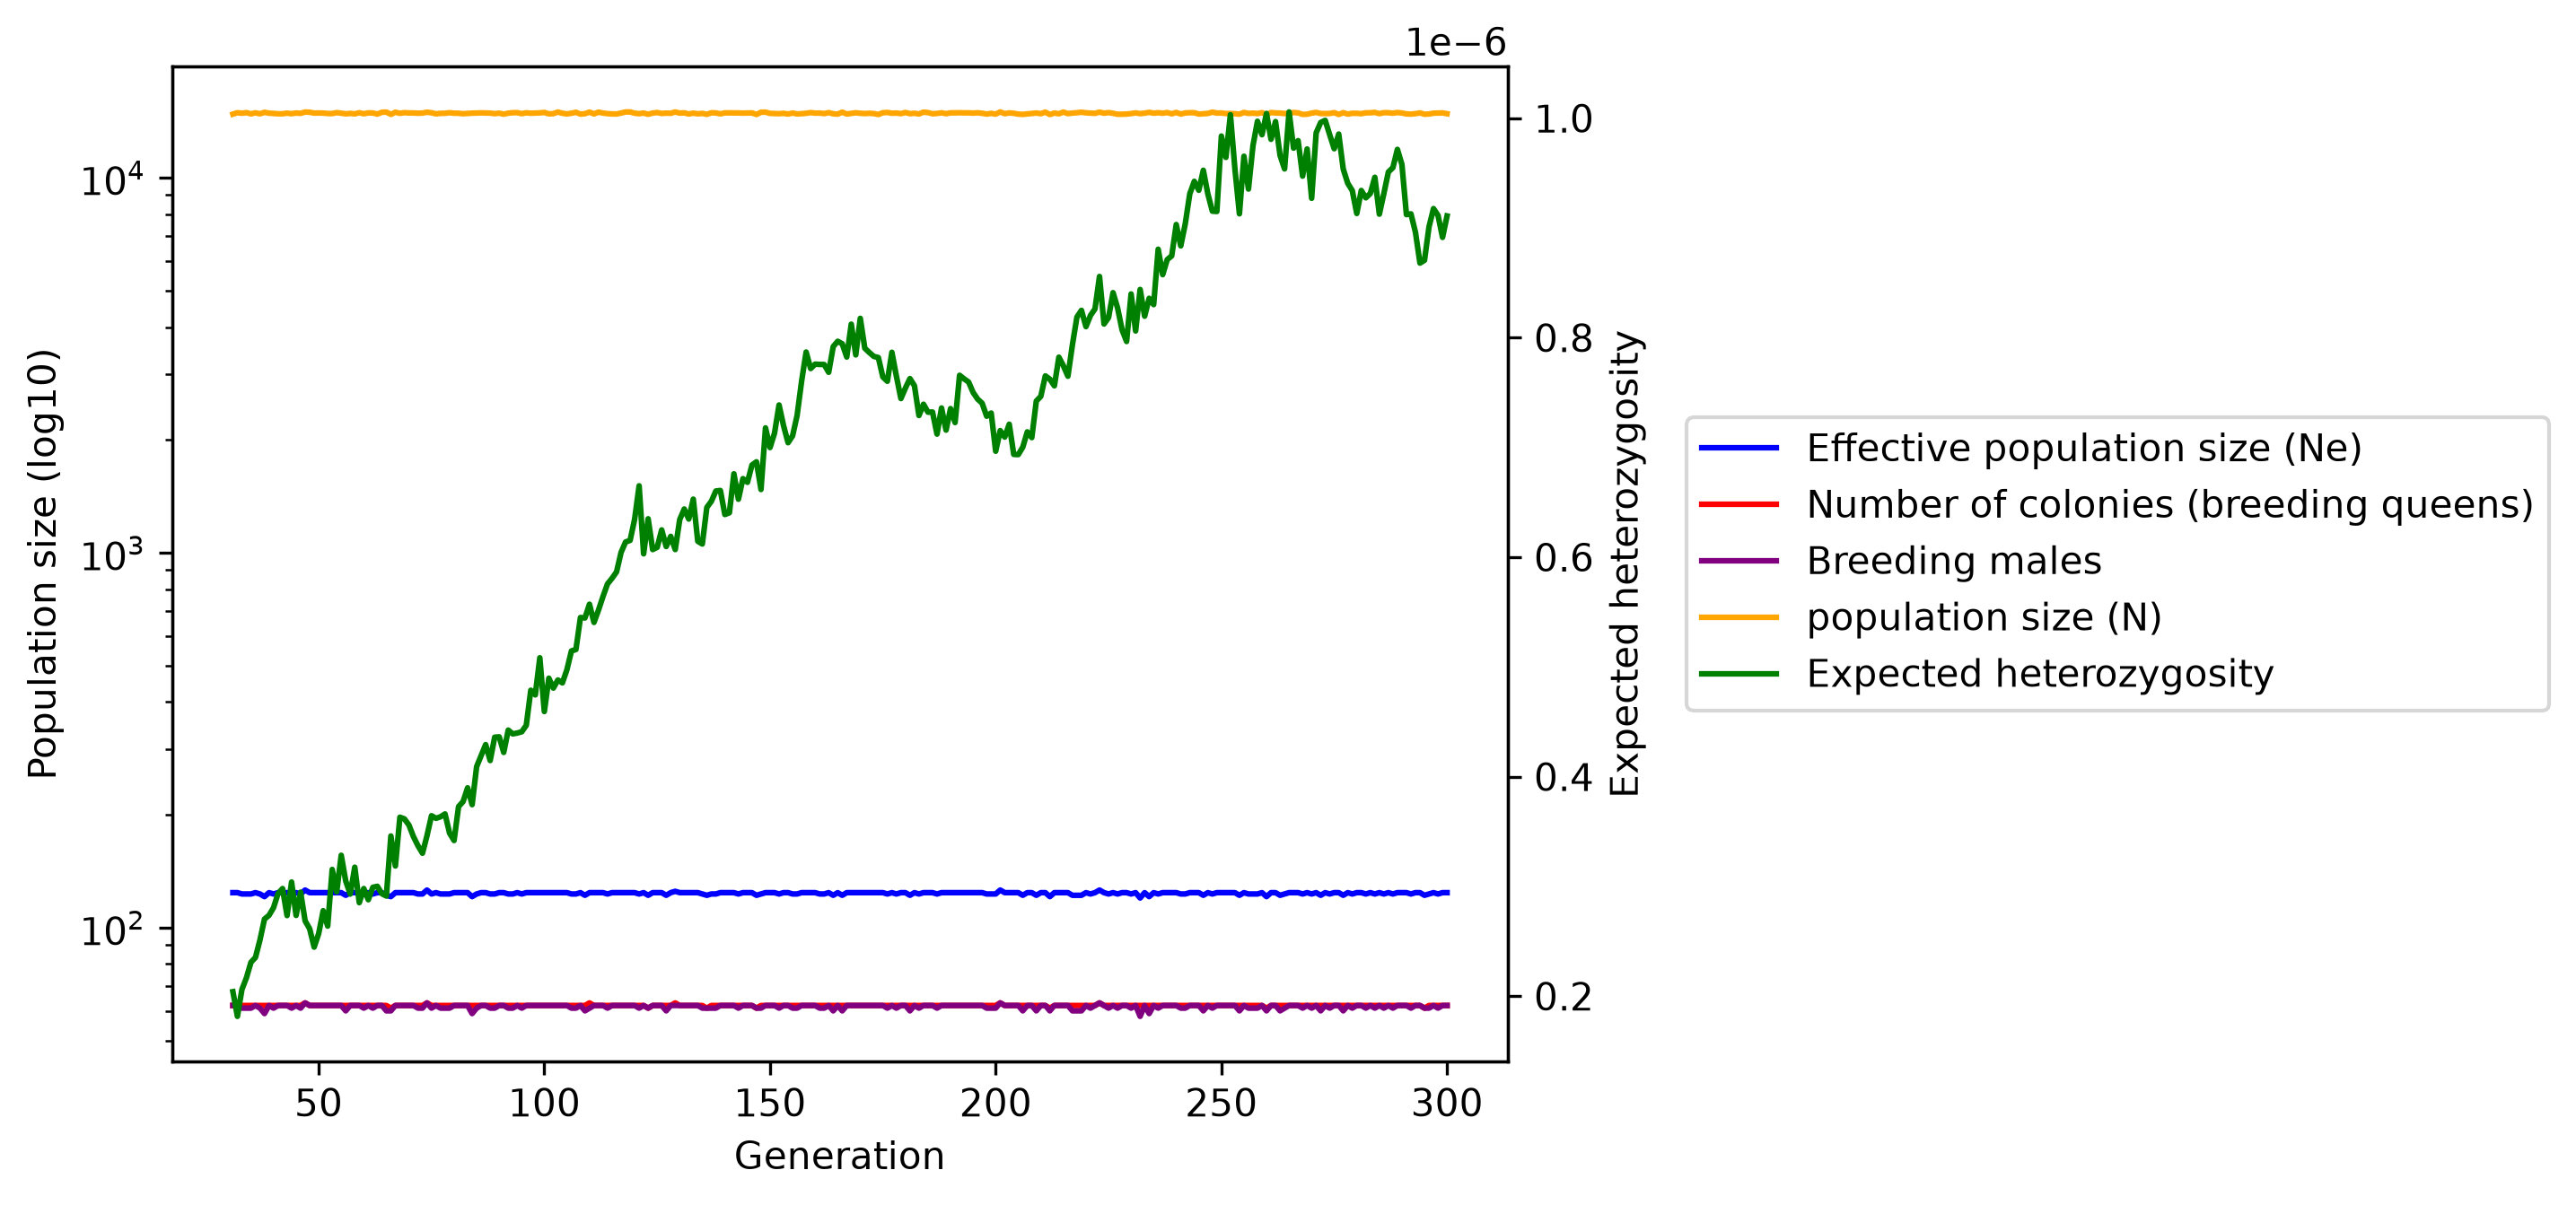 1e−6
Population size (log10)
10⁴
10³
10²
1.0
0.8
0.6
0.4
0.2
Expected heterozygosity
50 100 150 200 250 300
Generation
Effective population size (Ne)
Number of colonies (breeding queens)
Breeding males
population size (N)
Expected heterozygosity